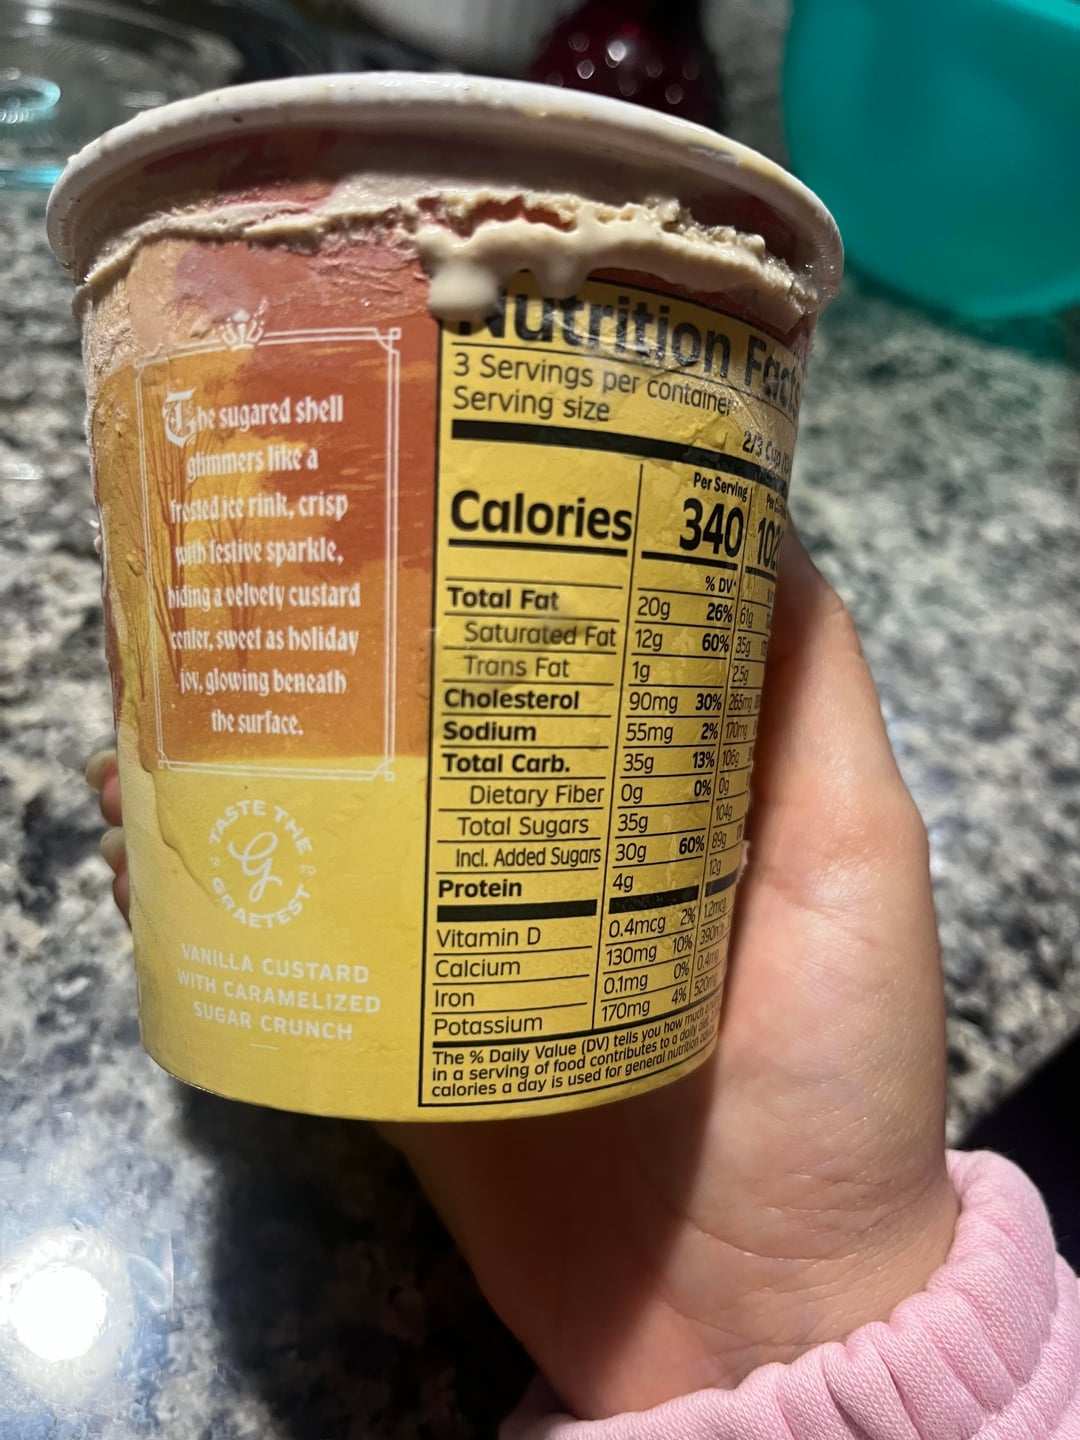 The sugared shell
glimmers like a
frosted ice rink, crisp
with festive sparkle,
hiding a velvety custard
center, sweet as holiday
joy, glowing beneath
the surface.
TASTE THE
G
GRAETEST
VANILLA CUSTARD
WITH CARAMELIZED
SUGAR CRUNCH
Nutrition Facts
3 Servings per container
Serving size 2/3 Cup
Per Serving
Calories 340
% DV*
Total Fat 20g 26% 61g
Saturated Fat 12g 60% 35g
Trans Fat 1g 2.5g
Cholesterol 90mg 30% 265mg
Sodium 55mg 2% 170mg
Total Carb. 35g 13% 106g
Dietary Fiber 0g 0% 0g
Total Sugars 35g 104g
Incl. Added Sugars 30g 60% 89g
Protein 4g 12g
Vitamin D 0.4mcg 2% 1.2mcg
Calcium 130mg 10% 390m
Iron 0.1mg 0% 0.4m
Potassium 170mg 4% 520m
The % Daily Value (DV) tells you how much a
in a serving of food contributes to a daily
calories a day is used for general nutrition